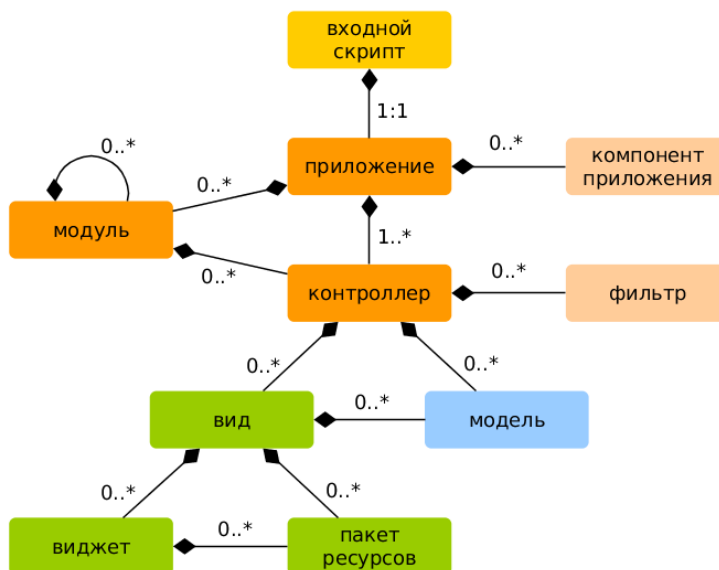 входной
скрипт
1:1
0..*
0..*
0..*
приложение
компонент
приложения
модуль
1..*
0..*
0..*
контроллер
фильтр
0..*
0..*
0..*
вид
модель
0..*
0..*
0..*
виджет
пакет
ресурсов